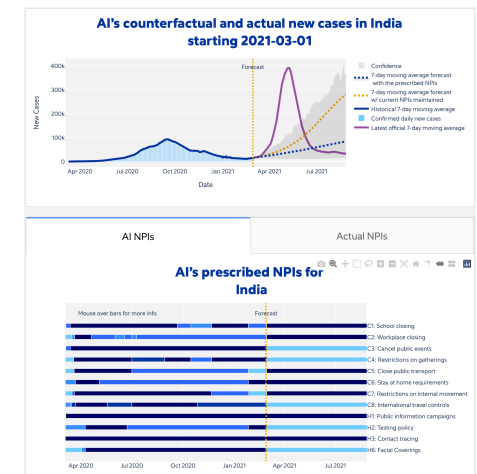 AI's counterfactual and actual new cases in India
starting 2021-03-01
400k
300k
200k
100k
0
New Cases
Forecast
Apr 2020
Jul 2020
Oct 2020
Jan 2021
Apr 2021
Jul 2021
Date
Confidence
7-day moving average forecast
with the prescribed NPIs
7-day moving average forecast
w/ current NPIs maintained
Historical 7-day moving average
Confirmed daily new cases
Latest official 7-day moving average
AI NPIs
Actual NPIs
AI's prescribed NPIs for
India
Mouse over bars for more info
Forecast
C1: School closing
C2: Workplace closing
C3: Cancel public events
C4: Restrictions on gatherings
C5: Close public transport
C6: Stay at home requirements
C7: Restrictions on internal movement
C8: International travel controls
H1: Public information campaigns
H2: Testing policy
H3: Contact tracing
H6: Facial Coverings
Apr 2020
Jul 2020
Oct 2020
Jan 2021
Apr 2021
Jul 2021